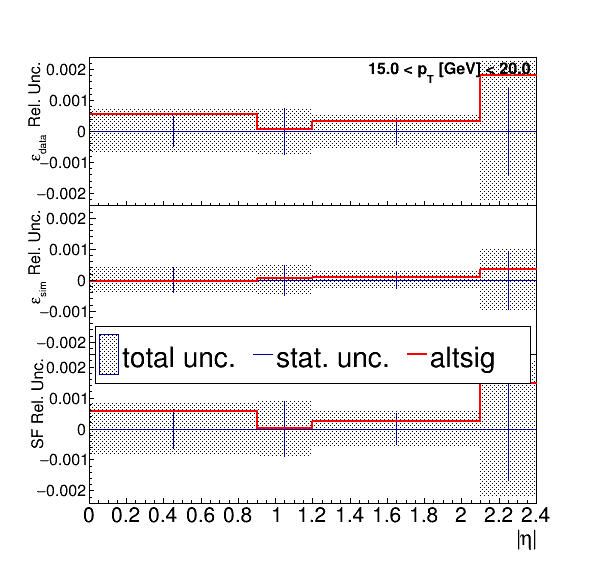 15.0 < p_T [GeV] < 20.0
ε_data Rel. Unc.
0.002
0.001
0
−0.001
−0.002
ε_sim Rel. Unc.
0.002
0.001
0
−0.001
−0.002
total unc. stat. unc. altsig
SF Rel. Unc.
0.002
0.001
0
−0.001
−0.002
0 0.2 0.4 0.6 0.8 1 1.2 1.4 1.6 1.8 2 2.2 2.4
|η|